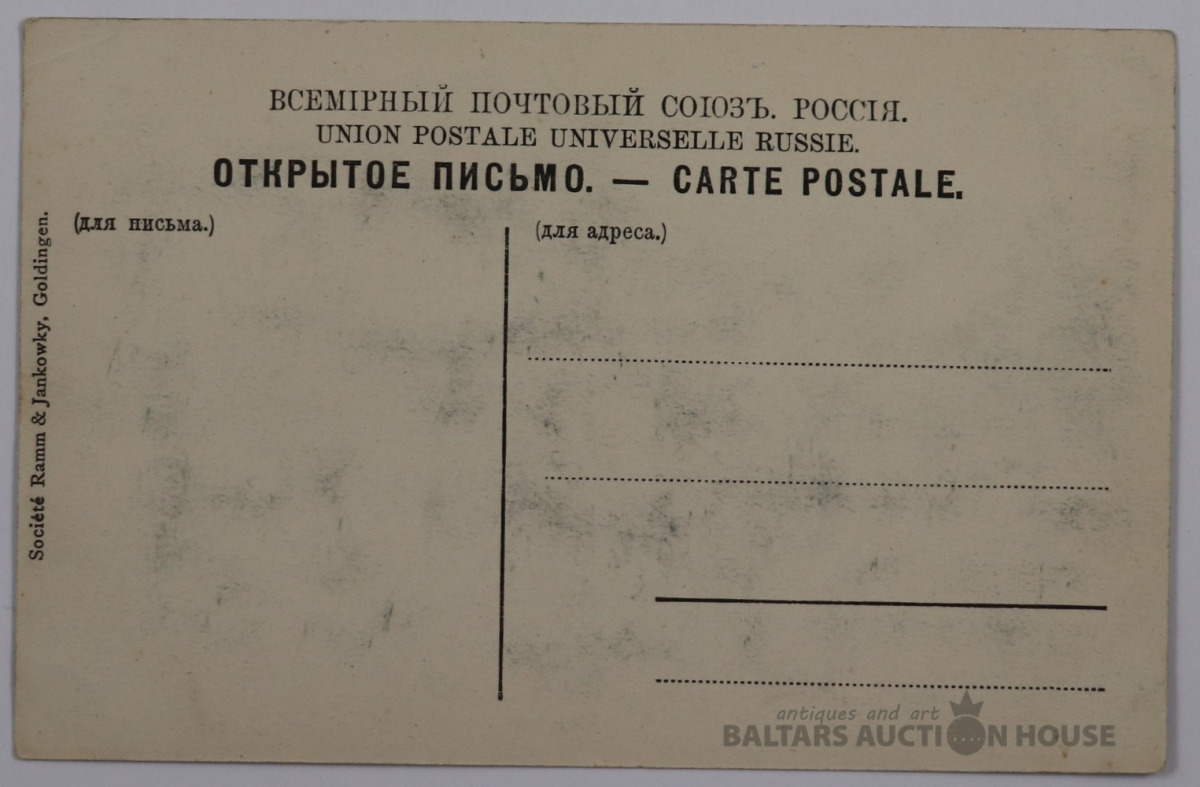 ВСЕМІРНЫЙ ПОЧТОВЫЙ СОЮЗЪ. РОССІЯ.
UNION POSTALE UNIVERSELLE RUSSIE.
ОТКРЫТОЕ ПИСЬМО. — CARTE POSTALE.
(для письма.)
(для адреса.)
Société Ramm & Jankowky, Goldingen.
antiques and art
BALTARS AUCTION HOUSE